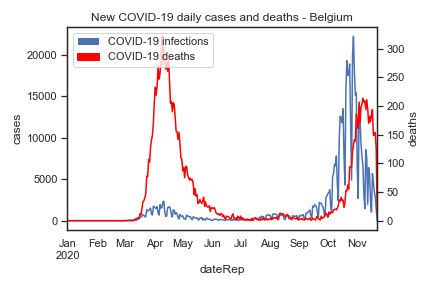 New COVID-19 daily cases and deaths - Belgium
COVID-19 infections
COVID-19 deaths
cases
20000
15000
10000
5000
0
deaths
300
250
200
150
100
50
0
Jan Feb Mar Apr May Jun Jul Aug Sep Oct Nov
2020
dateRep